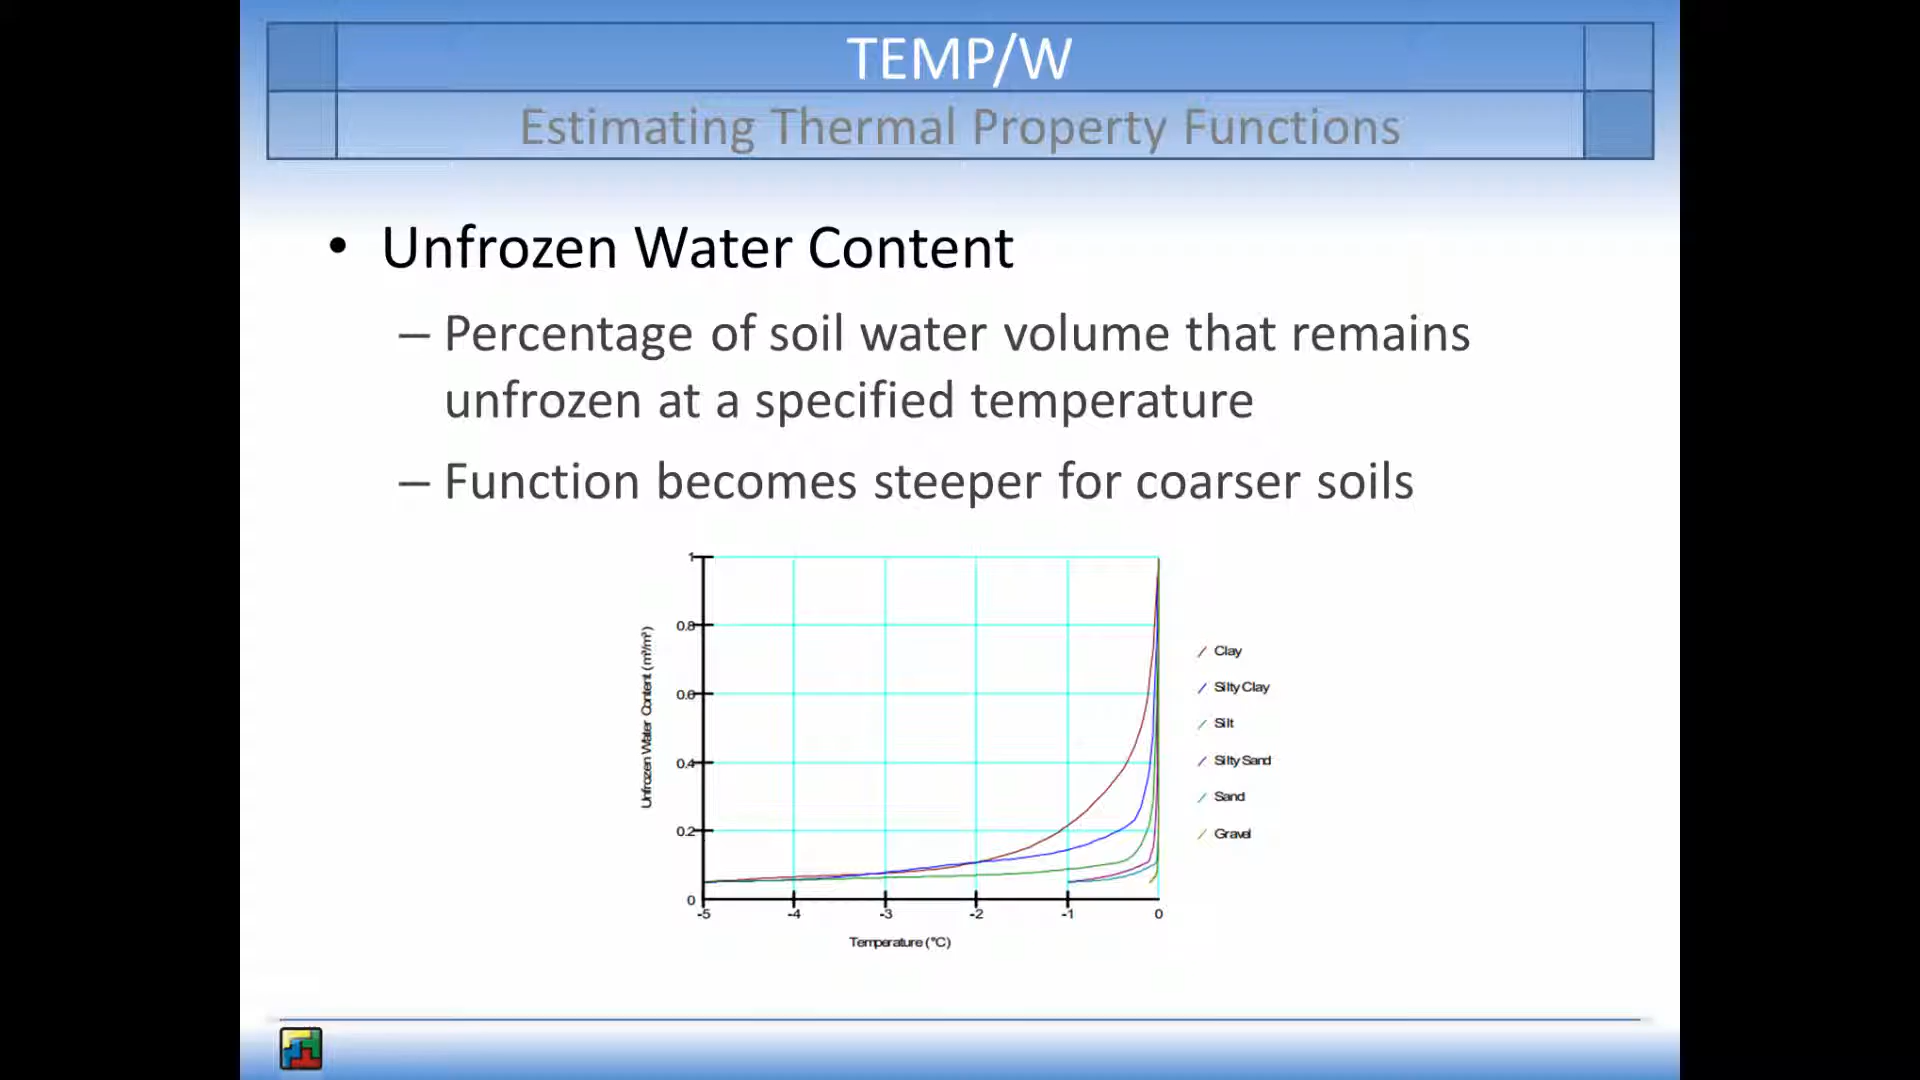 TEMP/W
Estimating Thermal Property Functions
• Unfrozen Water Content
– Percentage of soil water volume that remains
unfrozen at a specified temperature
– Function becomes steeper for coarser soils
Unfrozen Water Content (m³/m³)
1
0.8
0.6
0.4
0.2
0
-5 -4 -3 -2 -1 0
Temperature (°C)
Clay
Silty Clay
Silt
Silty Sand
Sand
Gravel